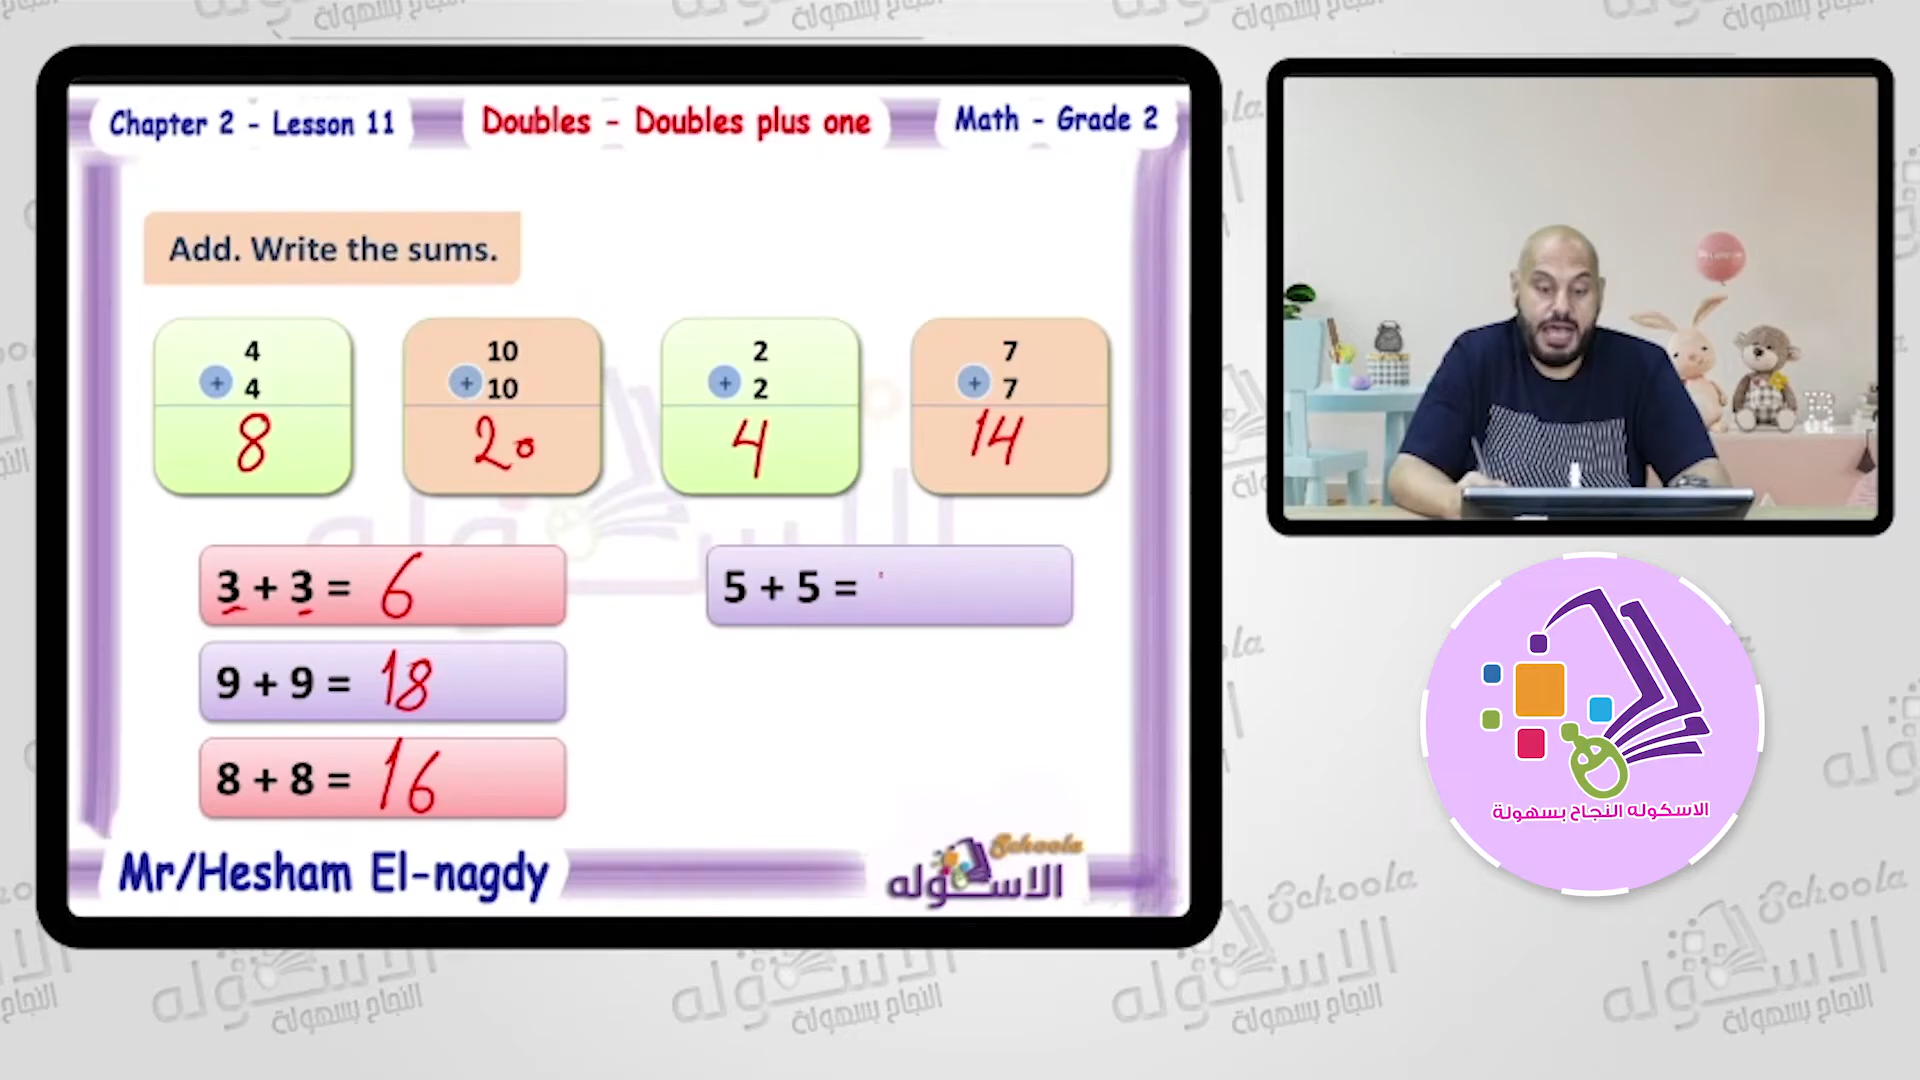 Chapter 2 - Lesson 11
Doubles - Doubles plus one
Math - Grade 2
Add. Write the sums.
4
+ 4
8
10
+ 10
20
2
+ 2
4
7
+ 7
14
3 + 3 = 6
9 + 9 = 18
8 + 8 = 16
5 + 5 =
Mr/Hesham El-nagdy
Schoola
الاسكوله
الاسكوله النجاح بسهولة